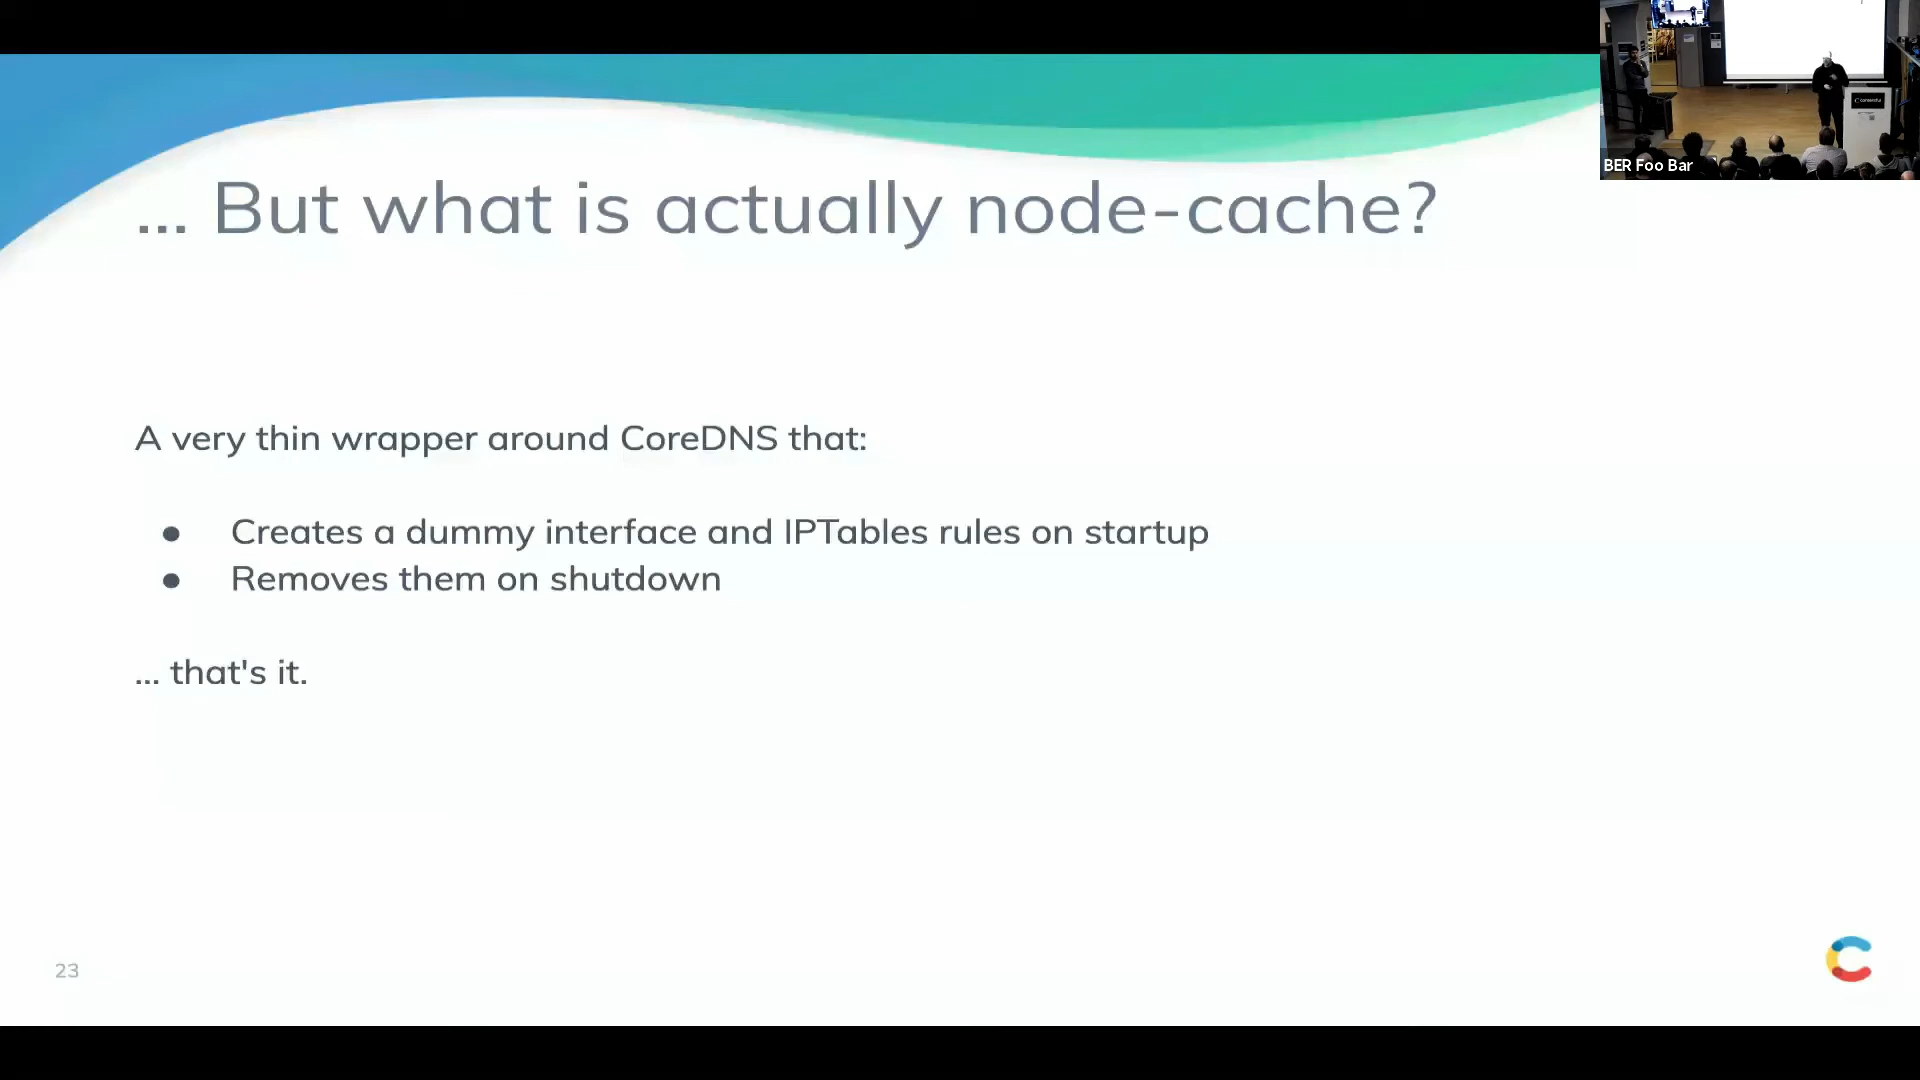 BER Foo Bar
... But what is actually node-cache?
A very thin wrapper around CoreDNS that:
● Creates a dummy interface and IPTables rules on startup
● Removes them on shutdown
... that's it.
23